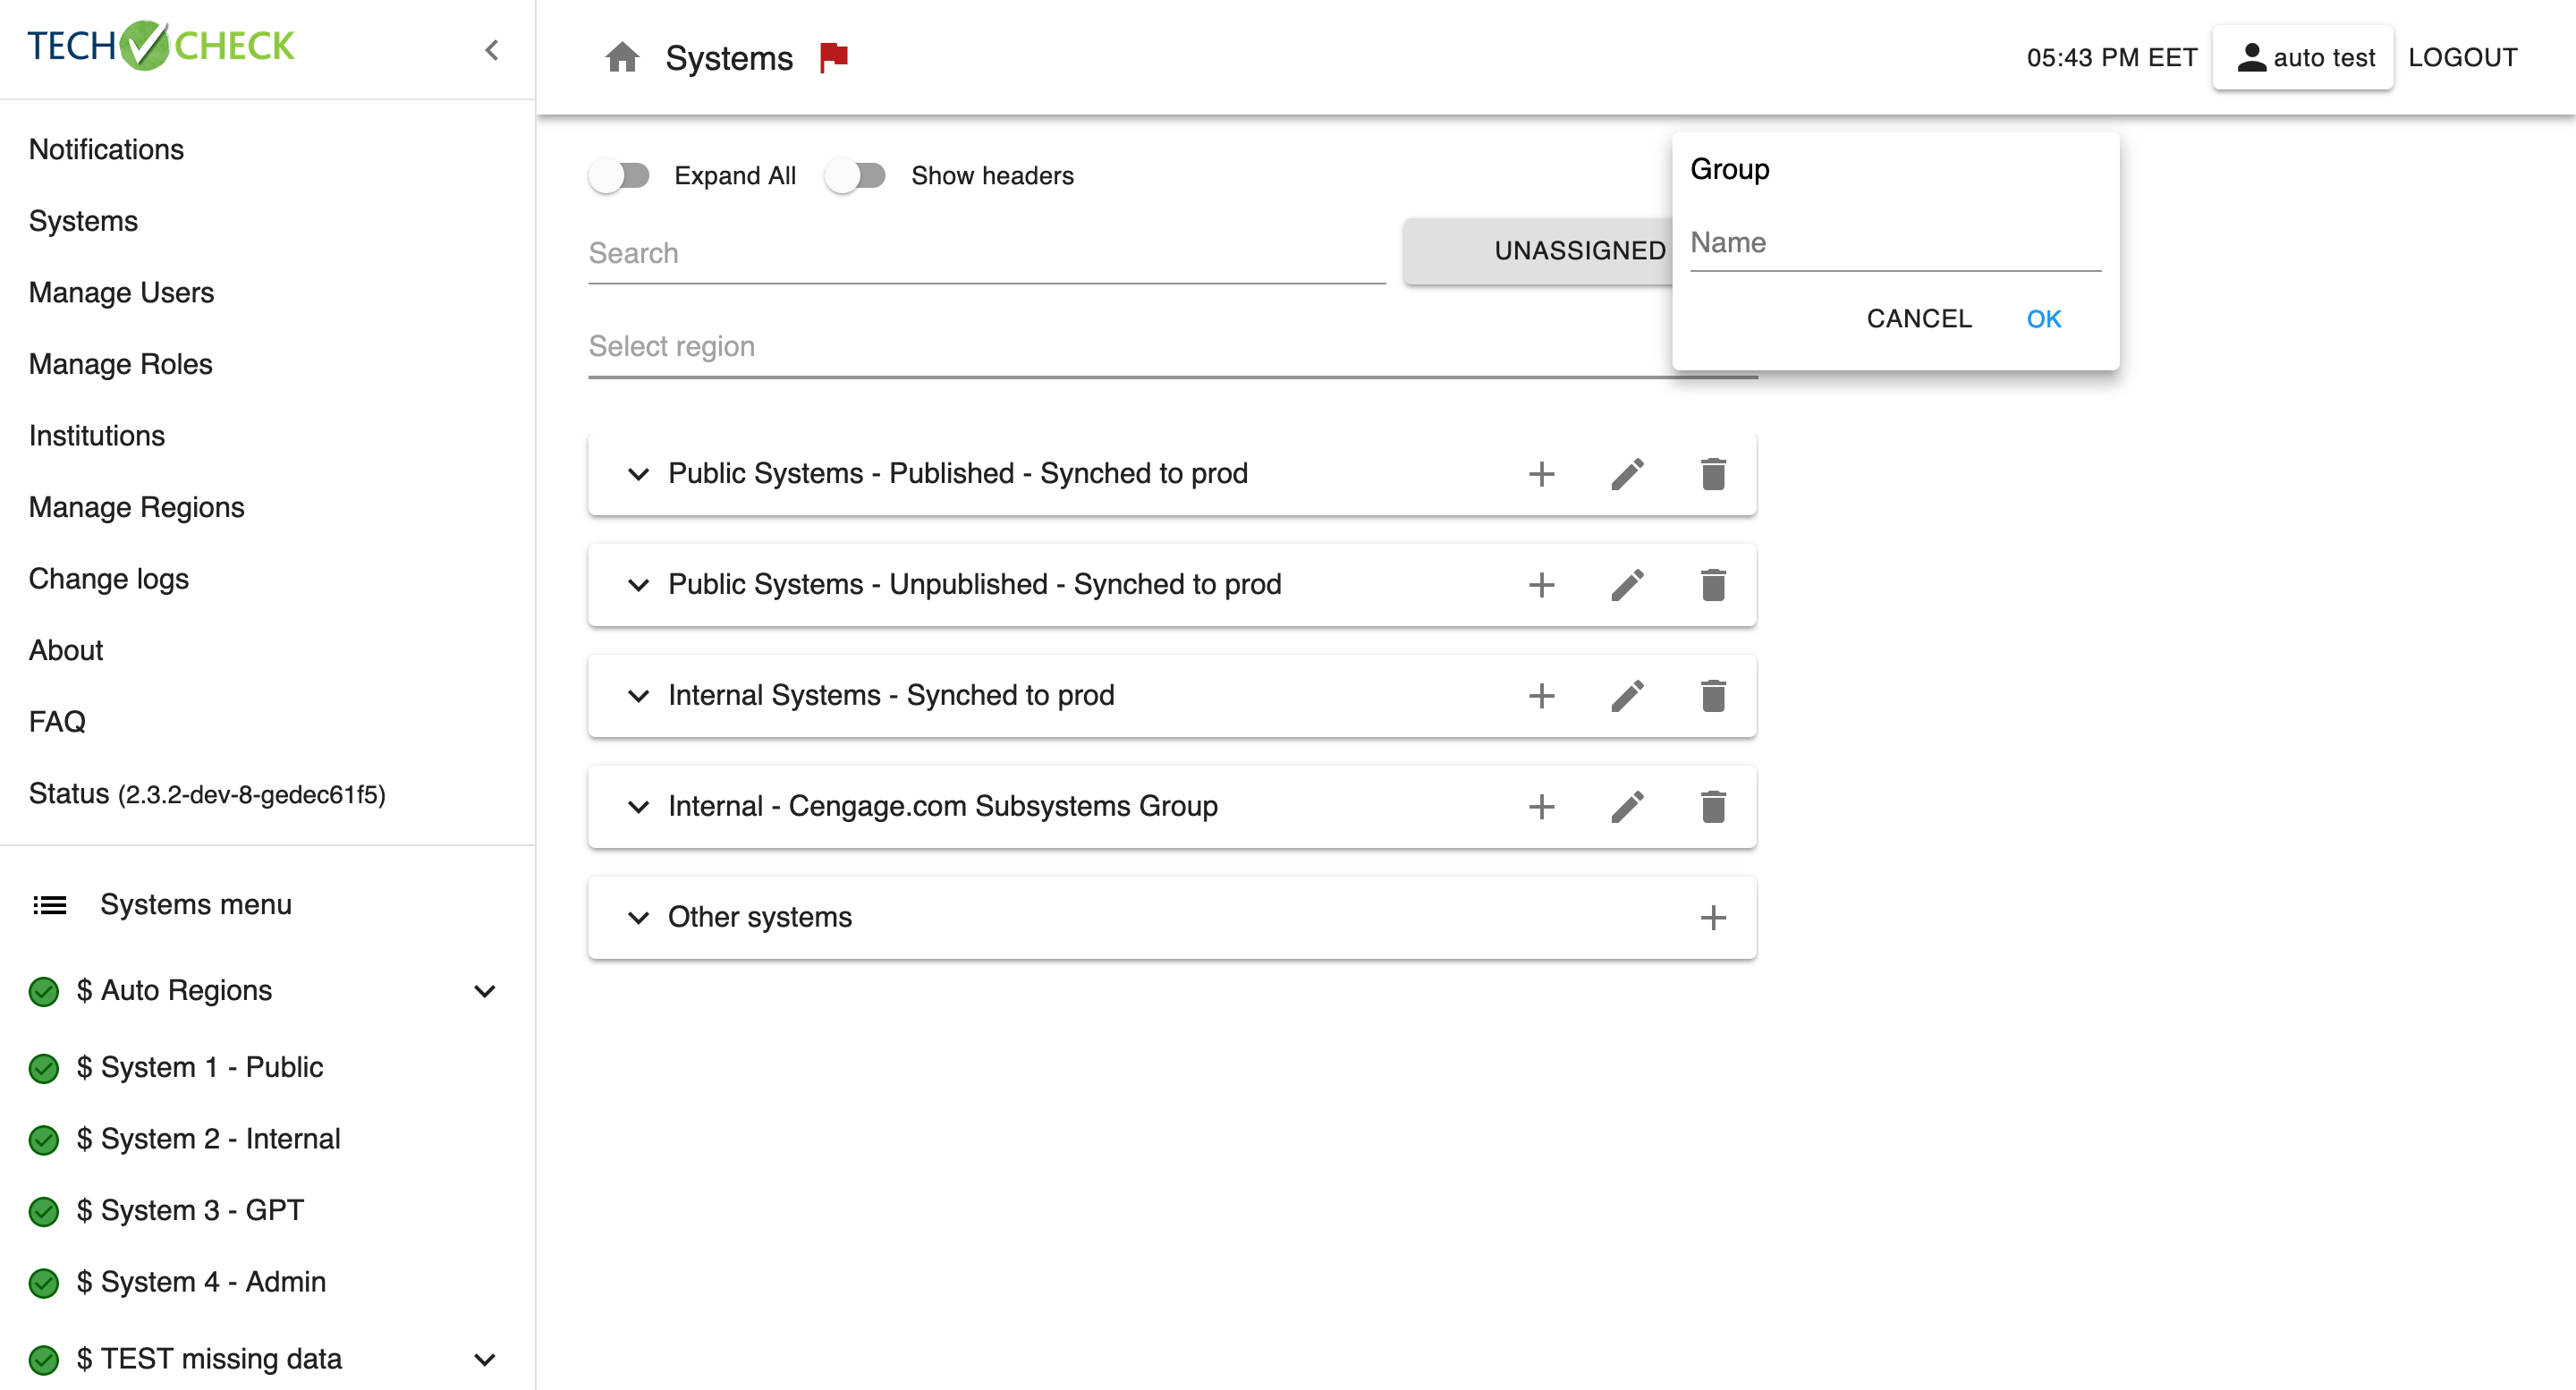 TECH CHECK
Notifications
Systems
Manage Users
Manage Roles
Institutions
Manage Regions
Change logs
About
FAQ
Status (2.3.2-dev-8-gedec61f5)
Systems menu
$ Auto Regions
$ System 1 - Public
$ System 2 - Internal
$ System 3 - GPT
$ System 4 - Admin
$ TEST missing data
Systems
05:43 PM EET
auto test
LOGOUT
Expand All
Show headers
Search
UNASSIGNED
Select region
Group
Name
CANCEL
OK
Public Systems - Published - Synched to prod
Public Systems - Unpublished - Synched to prod
Internal Systems - Synched to prod
Internal - Cengage.com Subsystems Group
Other systems